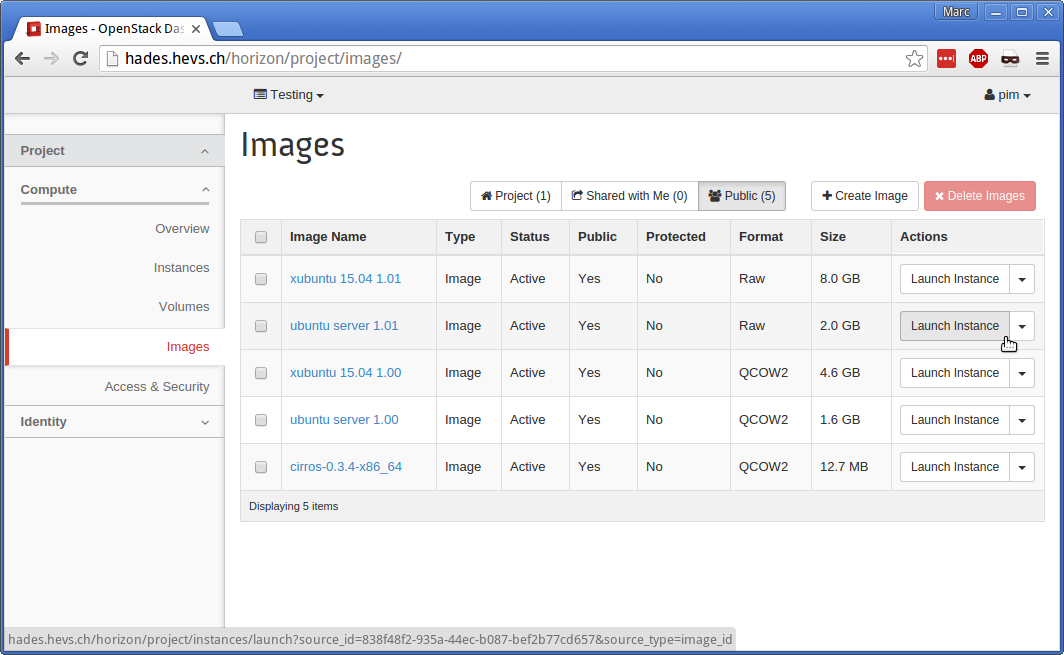 Marc
Images - OpenStack Das
hades.hevs.ch/horizon/project/images/
ABP
Testing
pim
Project
Compute
Overview
Instances
Volumes
Images
Access & Security
Identity
Images
Project (1) Shared with Me (0) Public (5) Create Image Delete Images
Image Name Type Status Public Protected Format Size Actions
xubuntu 15.04 1.01 Image Active Yes No Raw 8.0 GB Launch Instance
ubuntu server 1.01 Image Active Yes No Raw 2.0 GB Launch Instance
xubuntu 15.04 1.00 Image Active Yes No QCOW2 4.6 GB Launch Instance
ubuntu server 1.00 Image Active Yes No QCOW2 1.6 GB Launch Instance
cirros-0.3.4-x86_64 Image Active Yes No QCOW2 12.7 MB Launch Instance
Displaying 5 items
hades.hevs.ch/horizon/project/instances/launch?source_id=838f48f2-935a-44ec-b087-bef2b77cd657&source_type=image_id